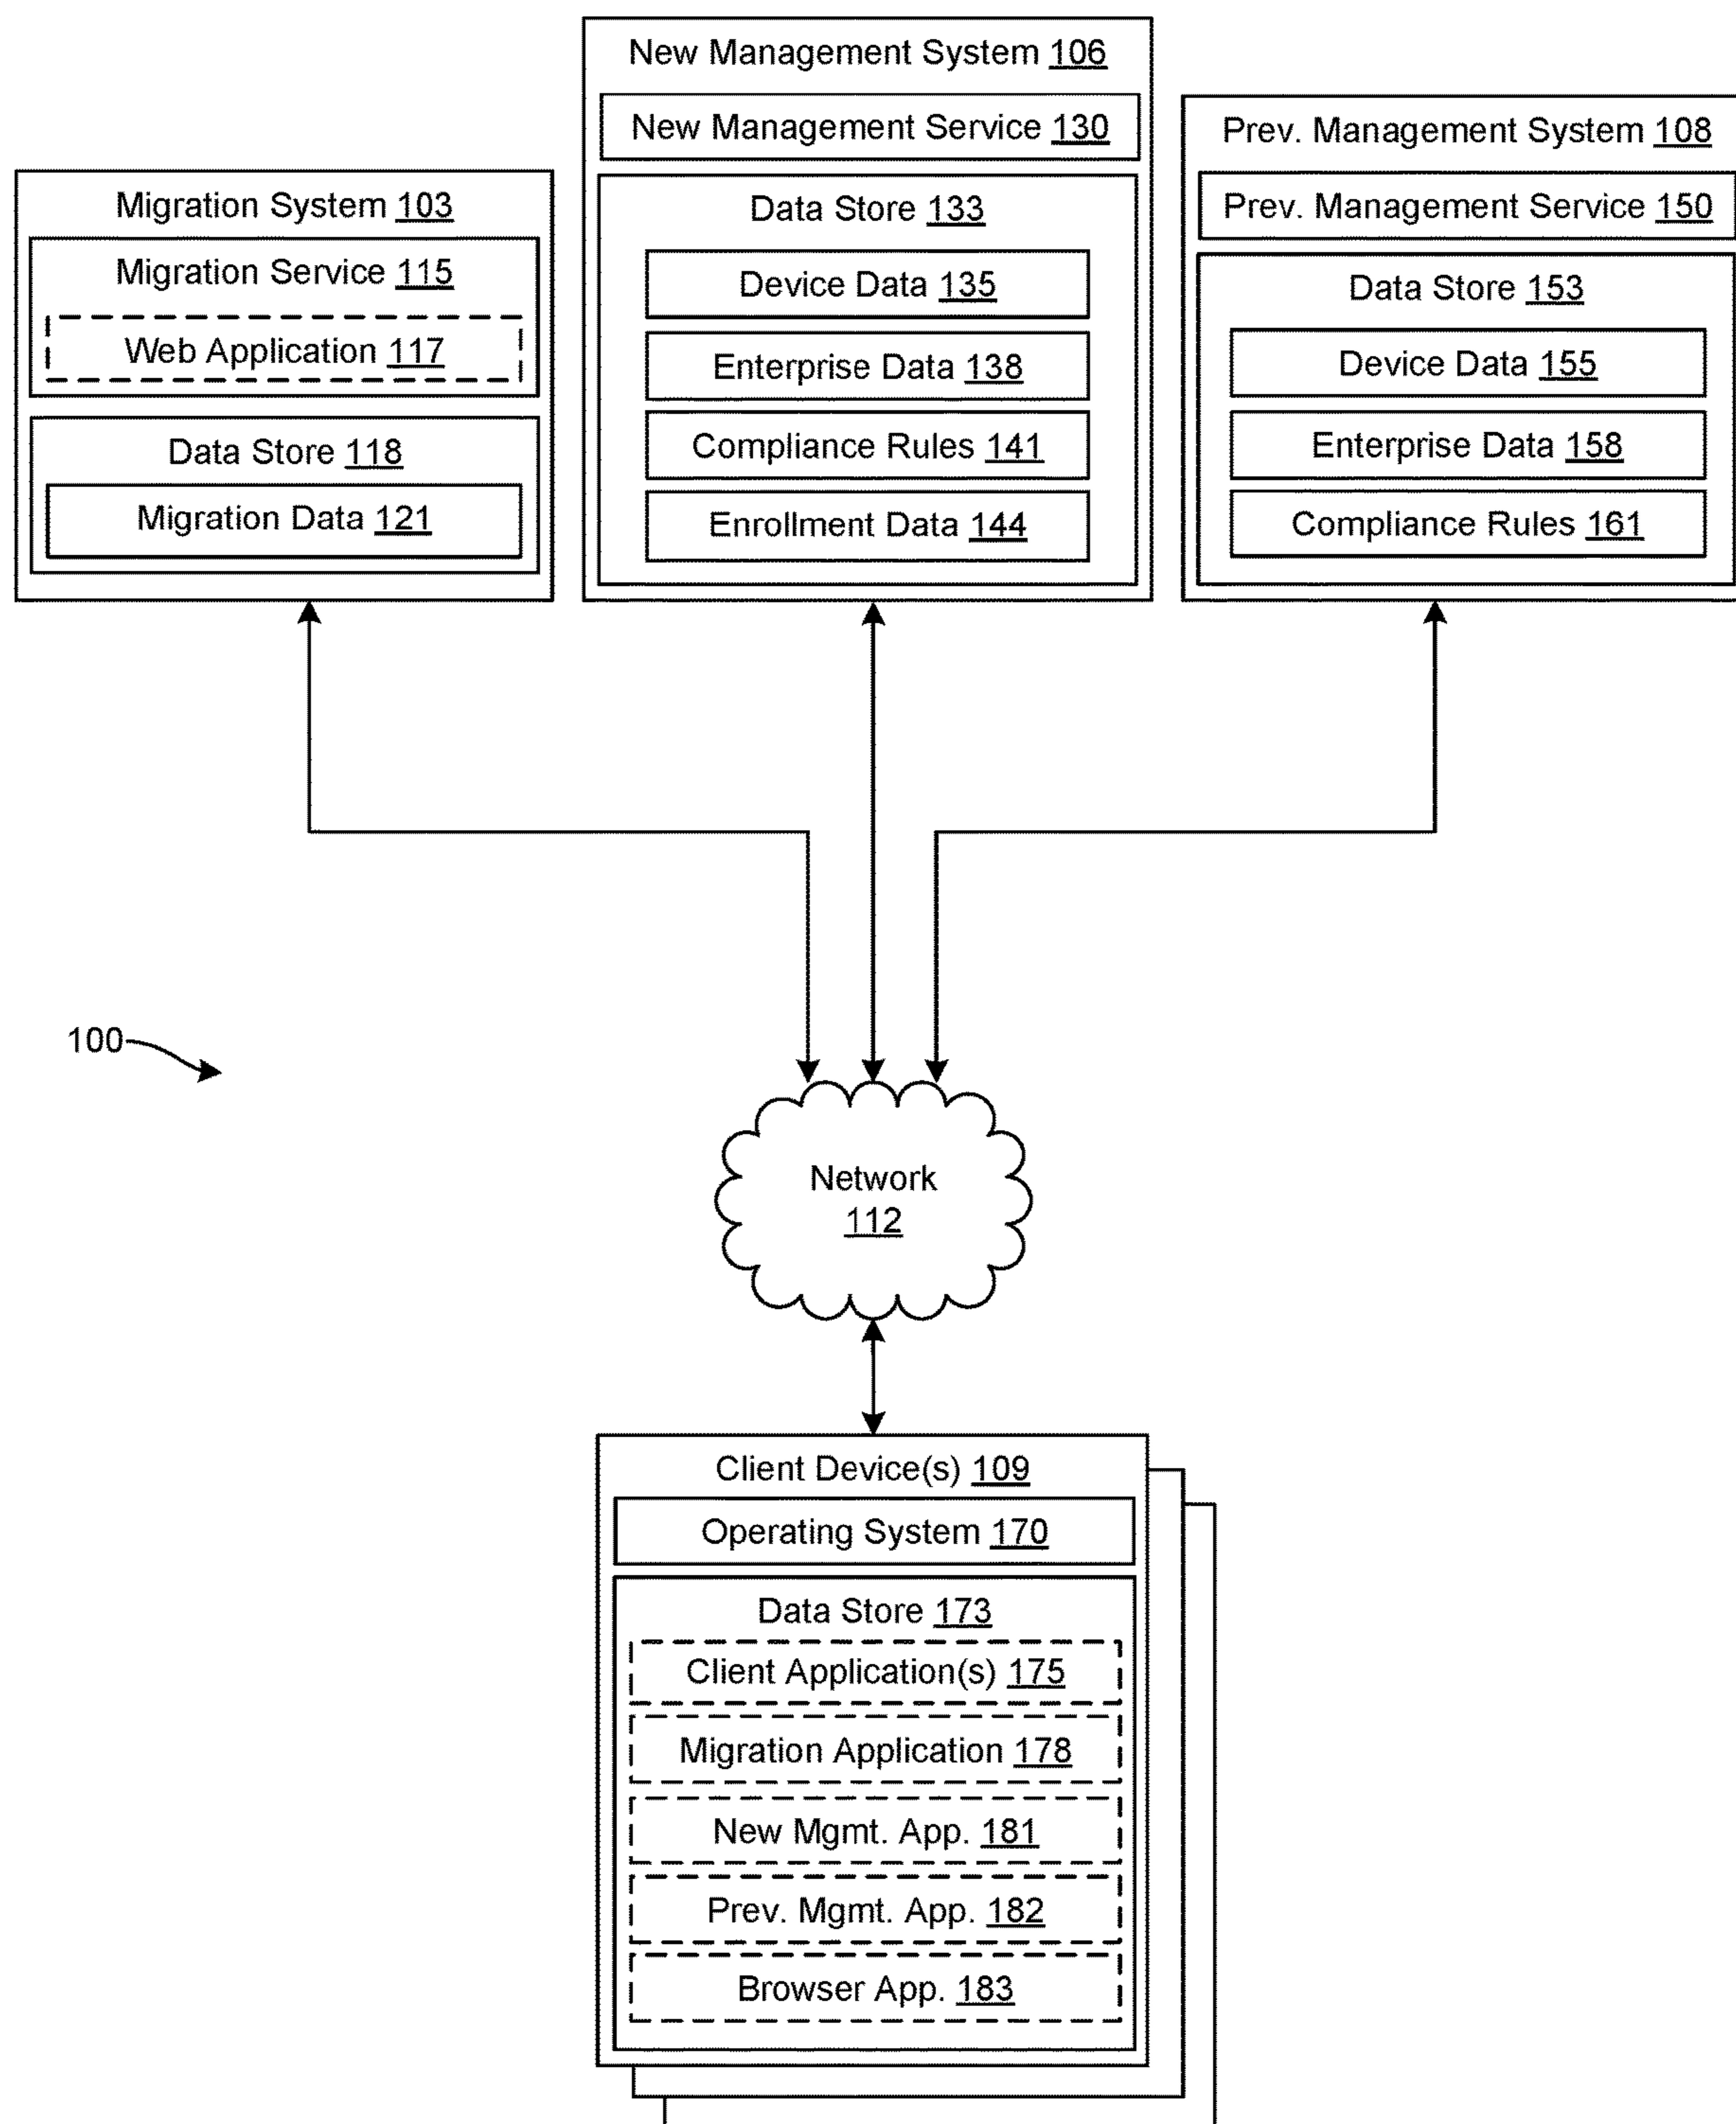 New Management System 106
New Management Service 130
Data Store 133
Device Data 135
Enterprise Data 138
Compliance Rules 141
Enrollment Data 144
Prev. Management System 108
Prev. Management Service 150
Data Store 153
Device Data 155
Enterprise Data 158
Compliance Rules 161
Migration System 103
Migration Service 115
Web Application 117
Data Store 118
Migration Data 121
100
Network
112
Client Device(s) 109
Operating System 170
Data Store 173
Client Application(s) 175
Migration Application 178
New Mgmt. App. 181
Prev. Mgmt. App. 182
Browser App. 183